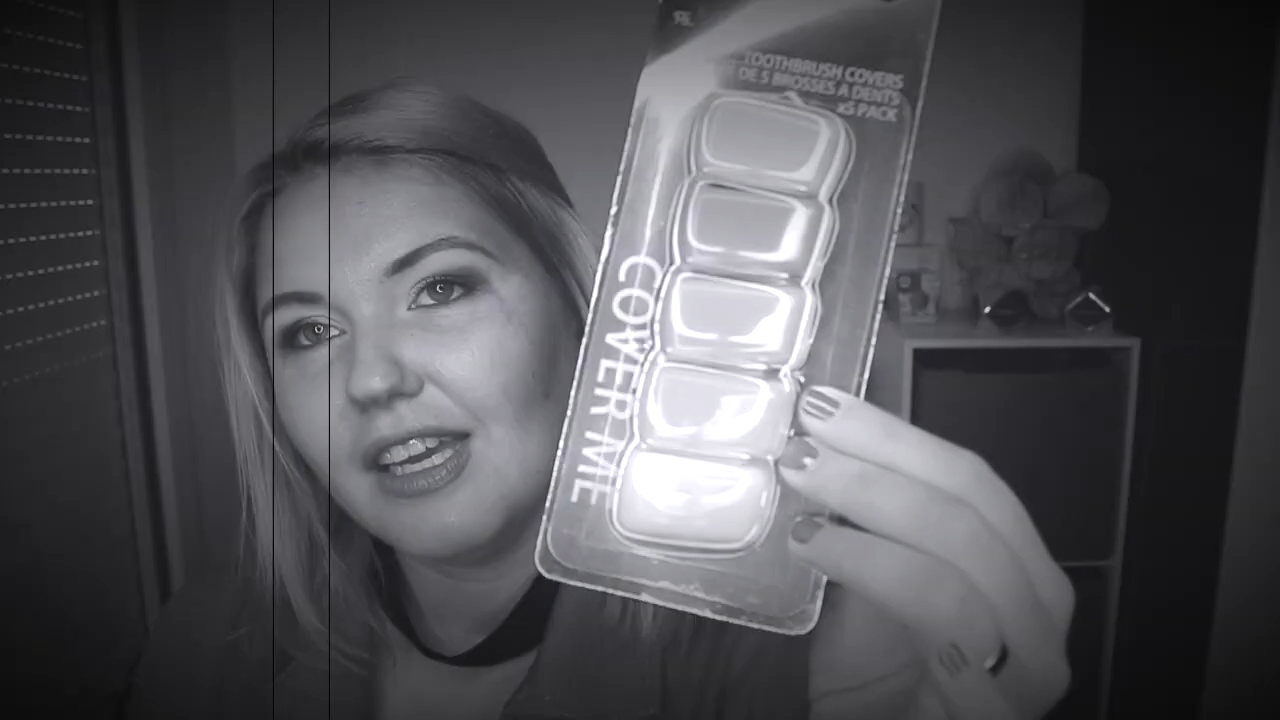 TOOTHBRUSH COVERS
DE 5 BROSSES A DENTS
x5 PACK
COVER ME